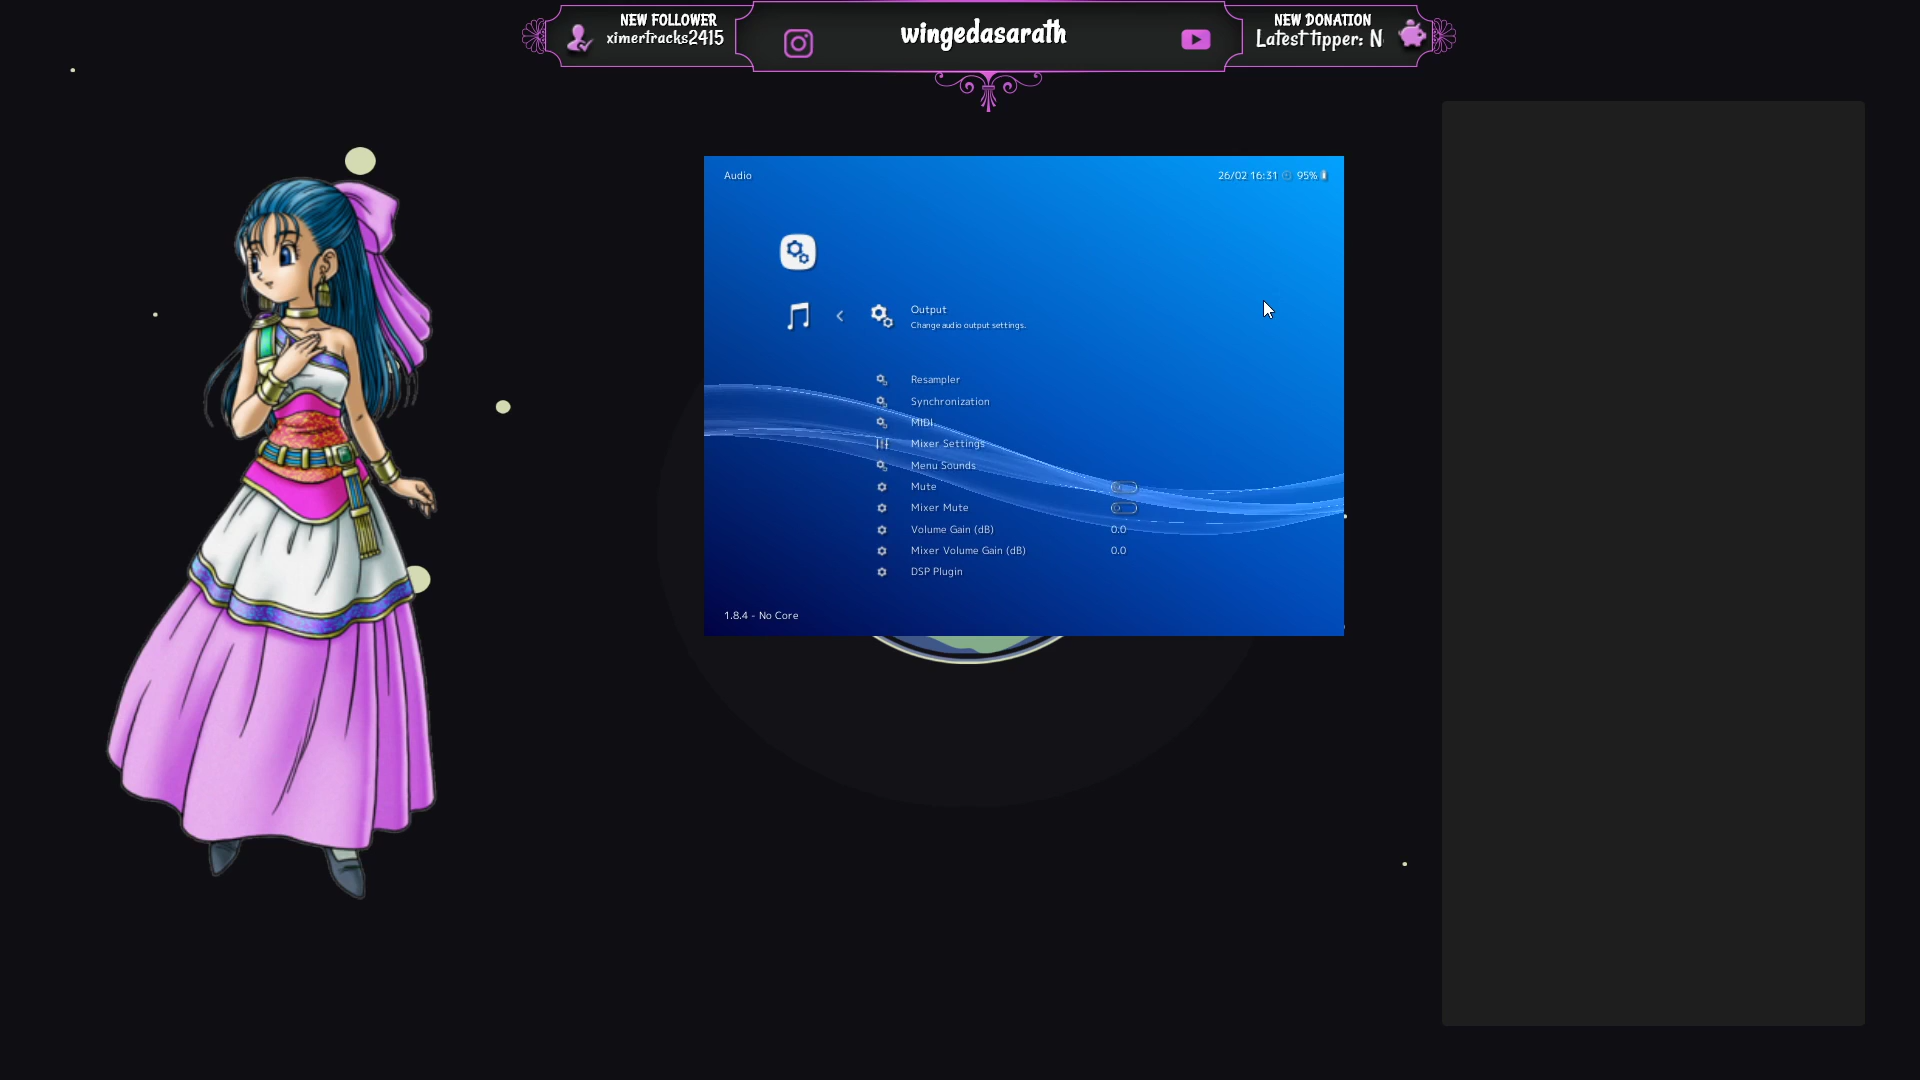 NEW FOLLOWER
ximertracks2415
wingedasarath
NEW DONATION
Latest tipper: N
Audio
26/02 16:31 95%
Output
Change audio output settings.
Resampler
Synchronization
MIDI
Mixer Settings
Menu Sounds
Mute
Mixer Mute
Volume Gain (dB) 0.0
Mixer Volume Gain (dB) 0.0
DSP Plugin
1.8.4 - No Core